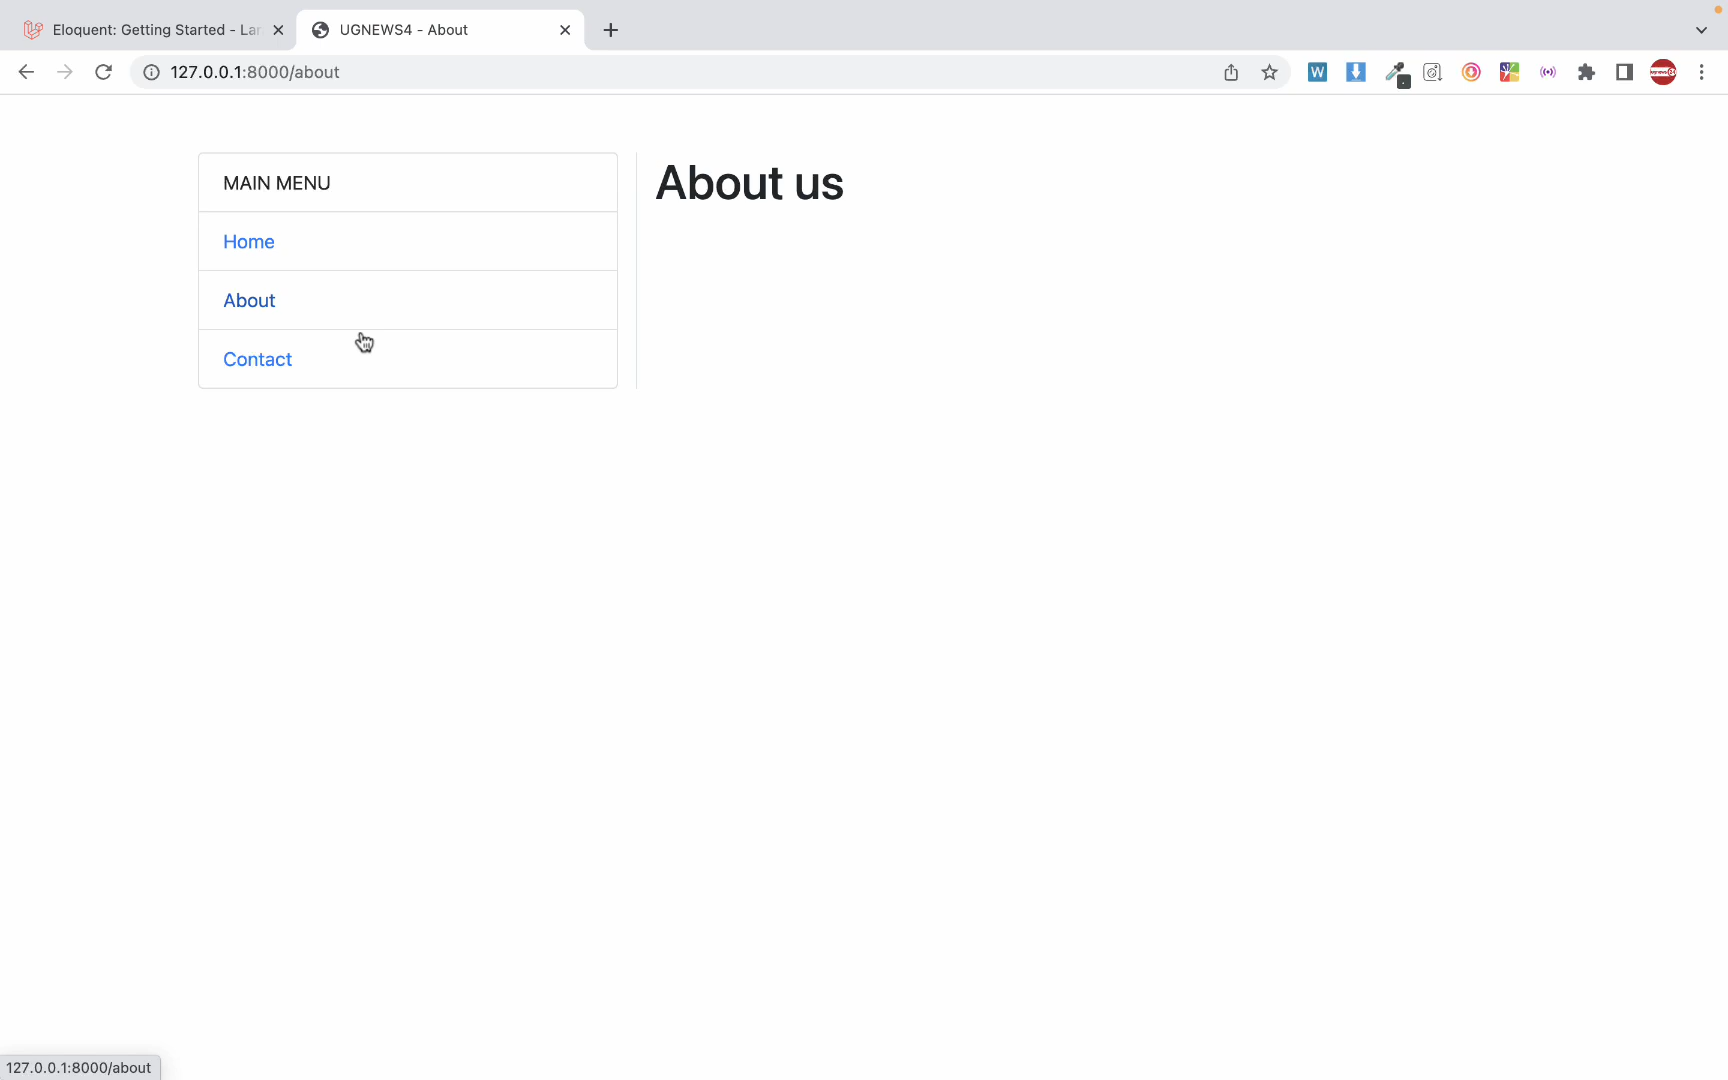 Eloquent: Getting Started - Lar
UGNEWS4 - About
127.0.0.1:8000/about
W
MAIN MENU
Home
About
Contact
About us
127.0.0.1:8000/about